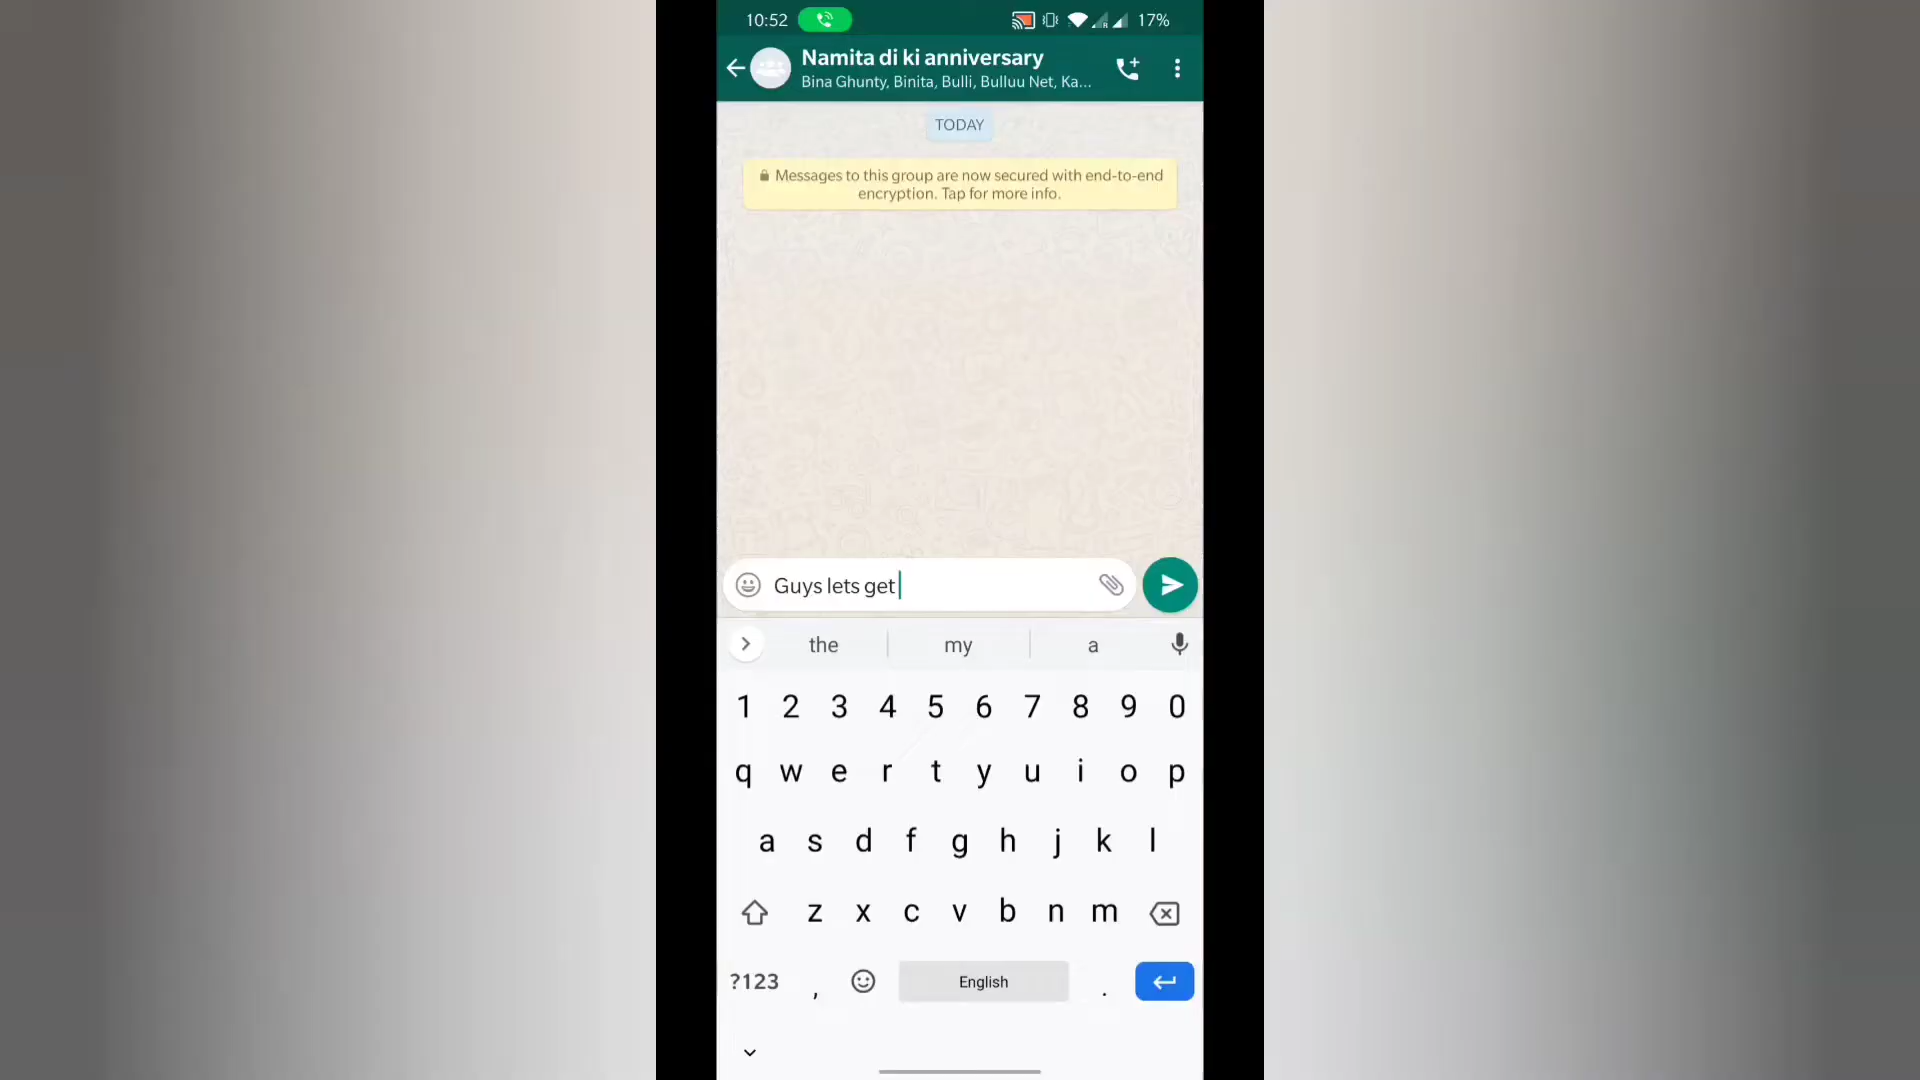 10:52 17%
Namita di ki anniversary
Bina Ghunty, Binita, Bulli, Bulluu Net, Ka...
TODAY
Messages to this group are now secured with end-to-end
encryption. Tap for more info.
Guys lets get
the my a
1 2 3 4 5 6 7 8 9 0
q w e r t y u i o p
a s d f g h j k l
z x c v b n m
?123 , English .